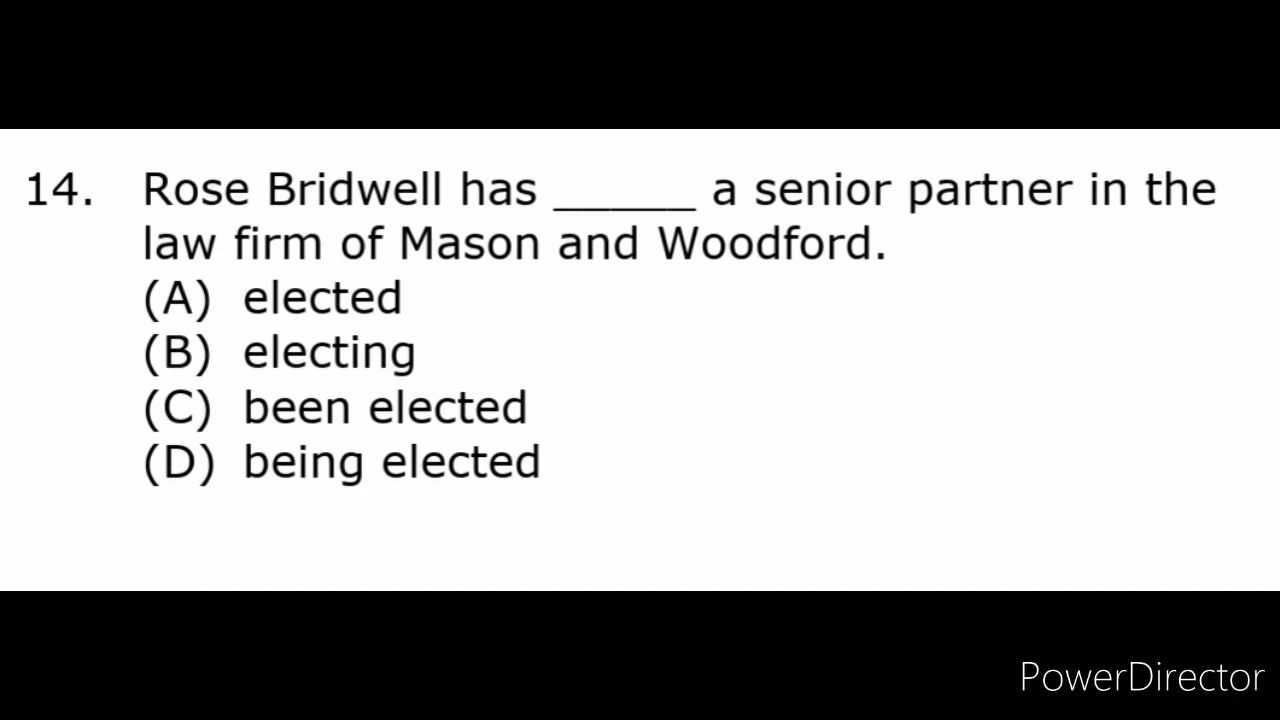 14. Rose Bridwell has _____ a senior partner in the
law firm of Mason and Woodford.
(A) elected
(B) electing
(C) been elected
(D) being elected
PowerDirector